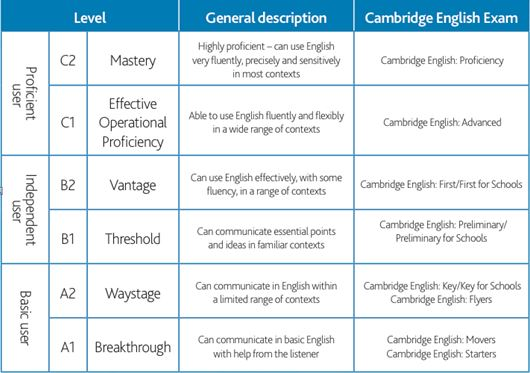 Level
General description
Cambridge English Exam
Proficient
user
C2
Mastery
Highly proficient – can use English
very fluently, precisely and sensitively
in most contexts
Cambridge English: Proficiency
C1
Effective
Operational
Proficiency
Able to use English fluently and flexibly
in a wide range of contexts
Cambridge English: Advanced
Independent
user
B2
Vantage
Can use English effectively, with some
fluency, in a range of contexts
Cambridge English: First/First for Schools
B1
Threshold
Can communicate essential points
and ideas in familiar contexts
Cambridge English: Preliminary/
Preliminary for Schools
Basic user
A2
Waystage
Can communicate in English within
a limited range of contexts
Cambridge English: Key/Key for Schools
Cambridge English: Flyers
A1
Breakthrough
Can communicate in basic English
with help from the listener
Cambridge English: Movers
Cambridge English: Starters